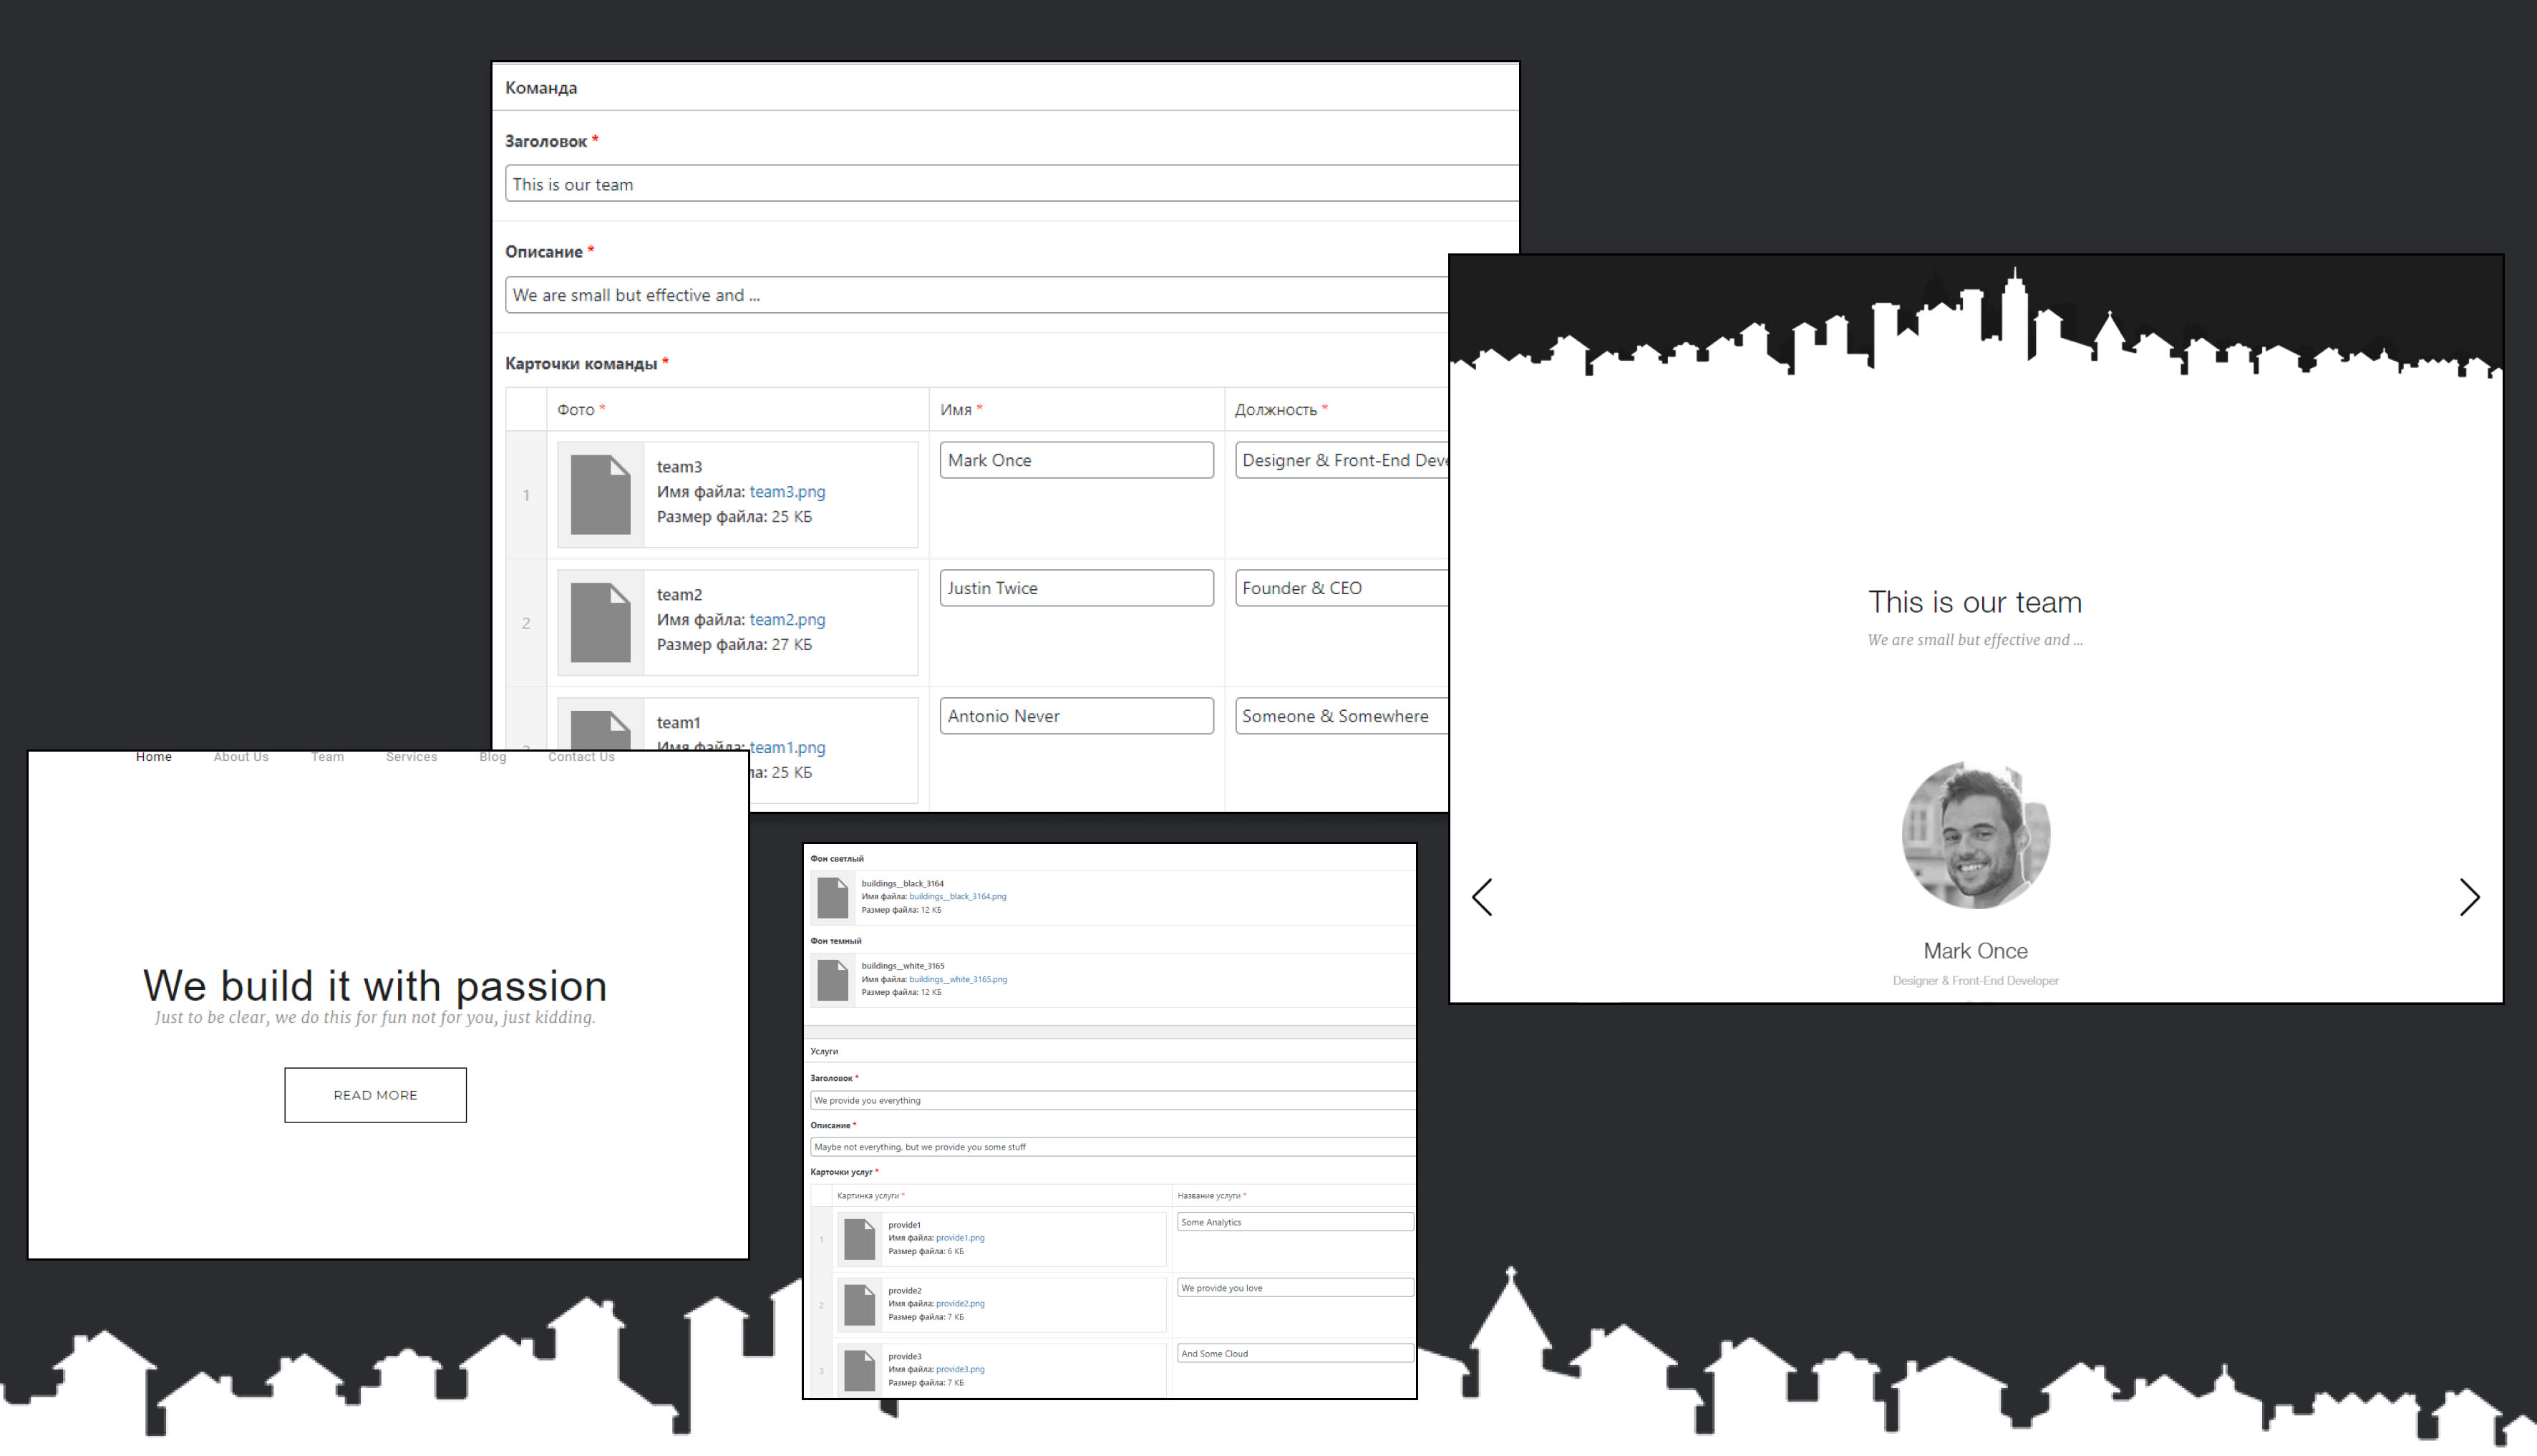 Команда
Заголовок *
This is our team
Описание *
We are small but effective and ...
Карточки команды *
Фото * Имя * Должность *
1
team3
Имя файла: team3.png
Размер файла: 25 КБ
Mark Once
Designer & Front-End Deve
2
team2
Имя файла: team2.png
Размер файла: 27 КБ
Justin Twice
Founder & CEO
team1
Имя файла: team1.png
ла: 25 КБ
Antonio Never
Someone & Somewhere
This is our team
We are small but effective and ...
Mark Once
Designer & Front-End Developer
Home About Us Team Services Blog Contact Us
We build it with passion
Just to be clear, we do this for fun not for you, just kidding.
READ MORE
Фон светлый
buildings__black_3164
Имя файла: buildings__black_3164.png
Размер файла: 12 КБ
Фон темный
buildings__white_3165
Имя файла: buildings__white_3165.png
Размер файла: 12 КБ
Услуги
Заголовок *
We provide you everything
Описание *
Maybe not everything, but we provide you some stuff
Карточки услуг *
Картинка услуги * Название услуги *
1
provide1
Имя файла: provide1.png
Размер файла: 6 КБ
Some Analytics
2
provide2
Имя файла: provide2.png
Размер файла: 7 КБ
We provide you love
3
provide3
Имя файла: provide3.png
Размер файла: 7 КБ
And Some Cloud